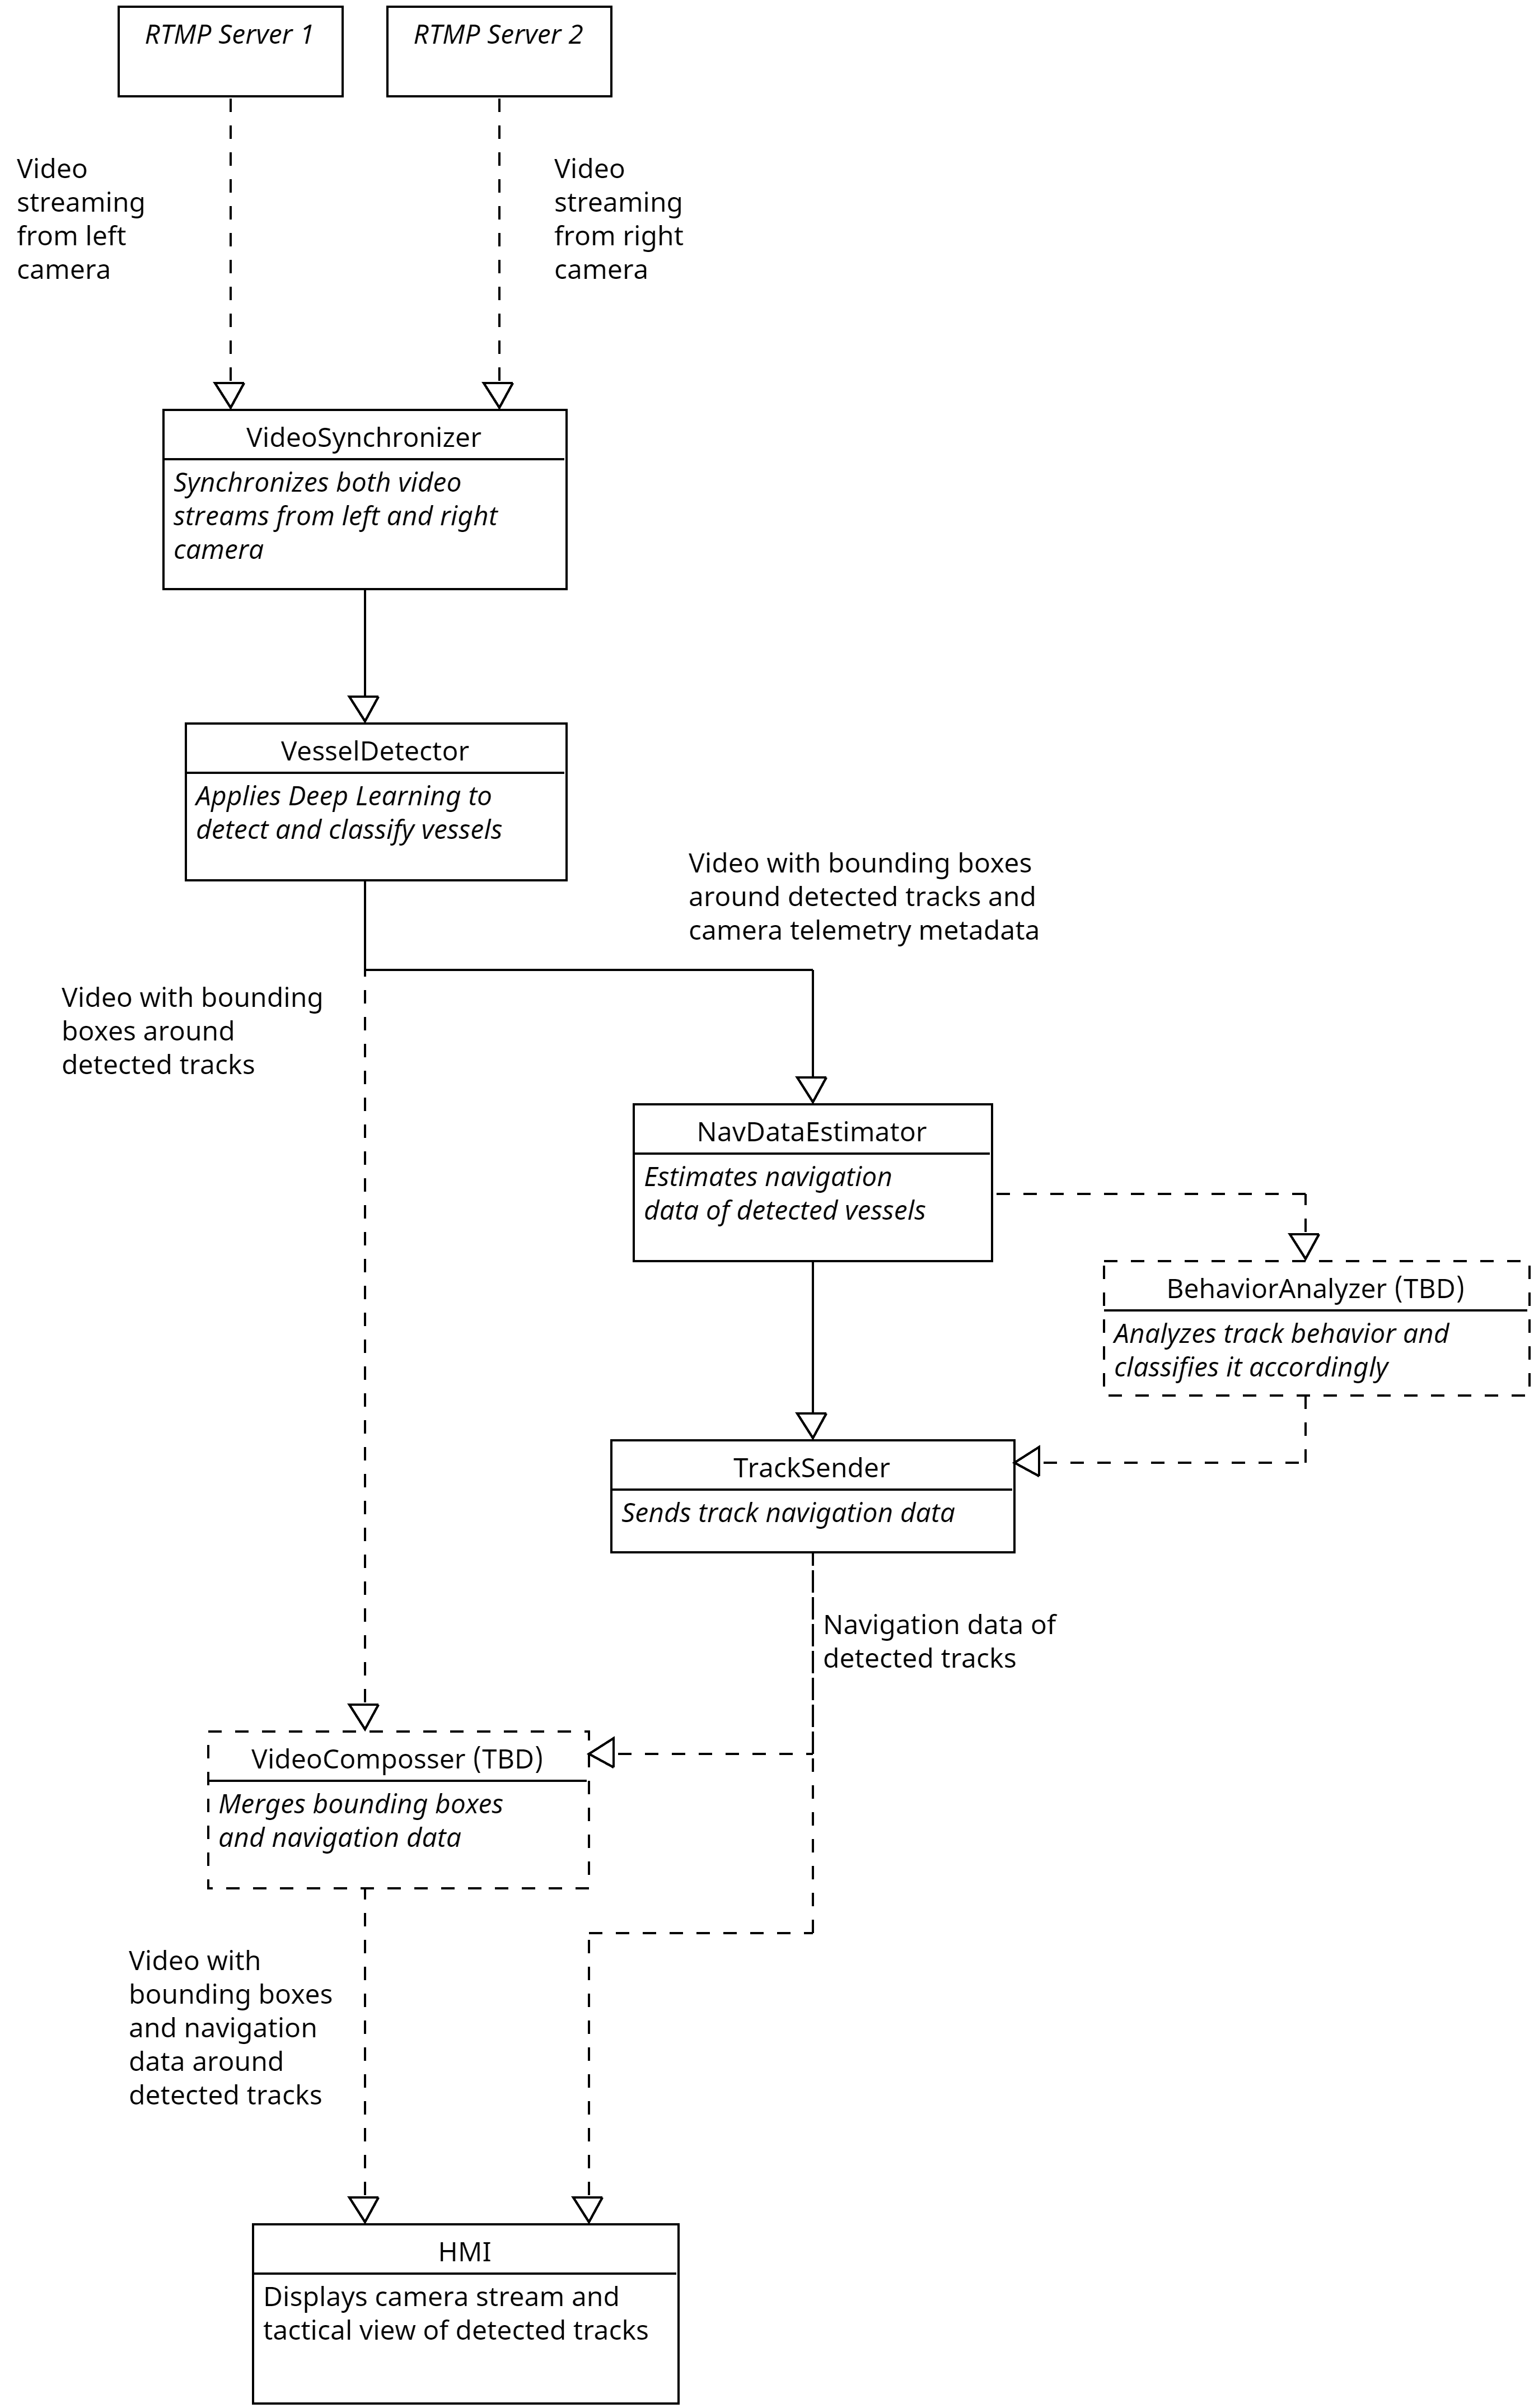 RTMP Server 1
RTMP Server 2
Video
streaming
from left
camera
Video
streaming
from right
camera
VideoSynchronizer
Synchronizes both video
streams from left and right
camera
VesselDetector
Applies Deep Learning to
detect and classify vessels
Video with bounding boxes
around detected tracks and
camera telemetry metadata
Video with bounding
boxes around
detected tracks
NavDataEstimator
Estimates navigation
data of detected vessels
BehaviorAnalyzer (TBD)
Analyzes track behavior and
classifies it accordingly
TrackSender
Sends track navigation data
Navigation data of
detected tracks
VideoComposser (TBD)
Merges bounding boxes
and navigation data
Video with
bounding boxes
and navigation
data around
detected tracks
HMI
Displays camera stream and
tactical view of detected tracks